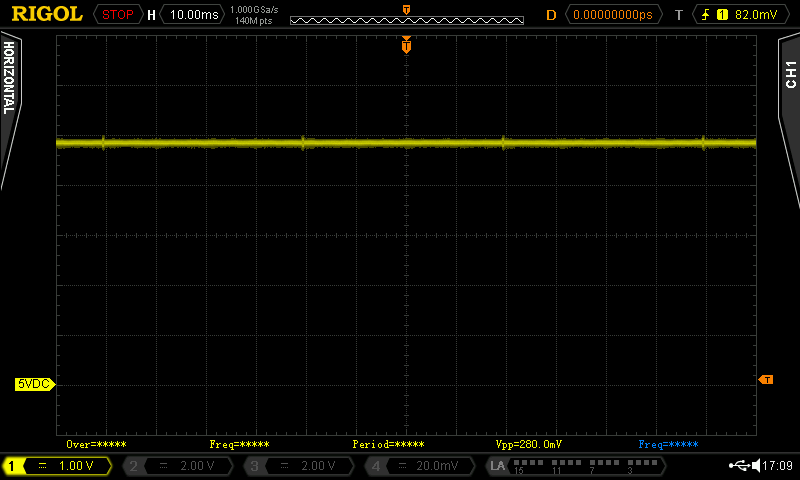 RIGOL STOP H 10.00ms 1.000GSa/s 140M pts T D 0.00000000ps T 1 82.0mV
HORIZONTAL
T
CH1
5VDC
T
Over=***** Freq=***** Period=***** Vpp=280.0mV Freq=*****
1 1.00 V 2 2.00 V 3 2.00 V 4 20.0mV LA 15 11 7 3 17:09